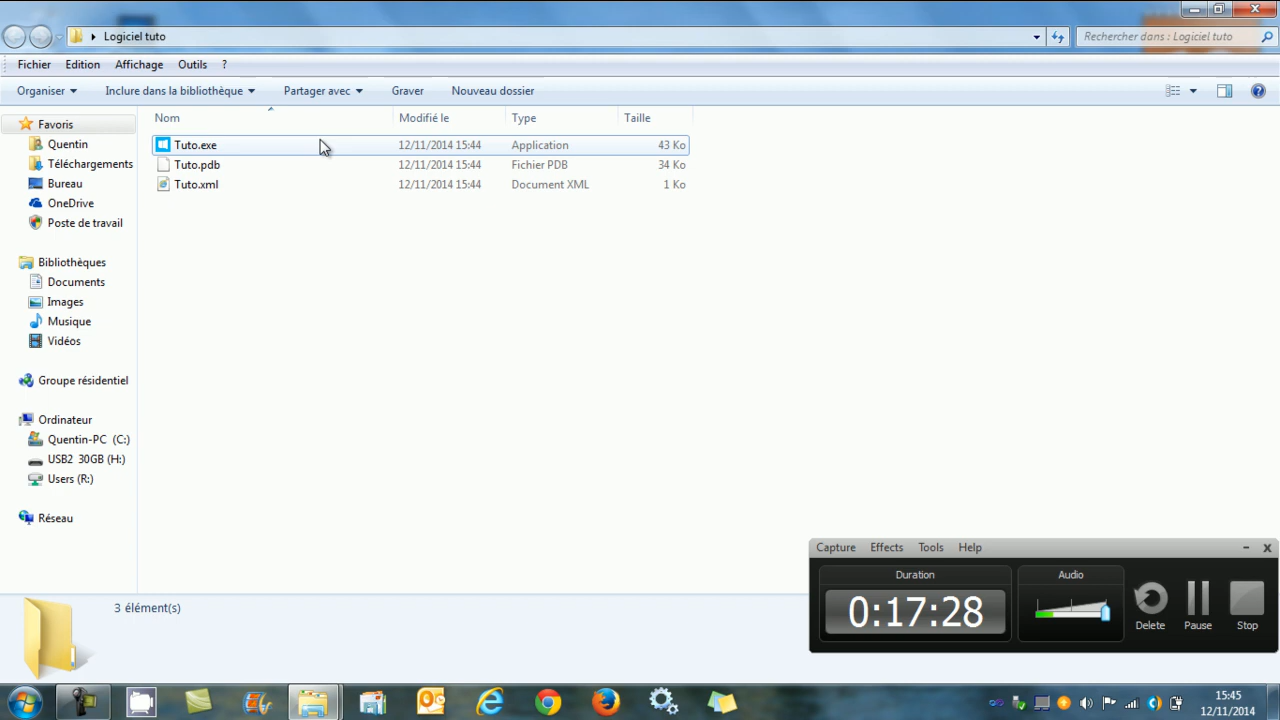 Logiciel tuto
Rechercher dans : Logiciel tuto
Fichier Edition Affichage Outils ?
Organiser Inclure dans la bibliothèque Partager avec Graver Nouveau dossier
Nom Modifié le Type Taille
Tuto.exe 12/11/2014 15:44 Application 43 Ko
Tuto.pdb 12/11/2014 15:44 Fichier PDB 34 Ko
Tuto.xml 12/11/2014 15:44 Document XML 1 Ko
Favoris
Quentin
Téléchargements
Bureau
OneDrive
Poste de travail
Bibliothèques
Documents
Images
Musique
Vidéos
Groupe résidentiel
Ordinateur
Quentin-PC (C:)
USB2 30GB (H:)
Users (R:)
Réseau
3 élément(s)
Capture Effects Tools Help
Duration
0:17:28
Audio
Delete Pause Stop
15:45
12/11/2014